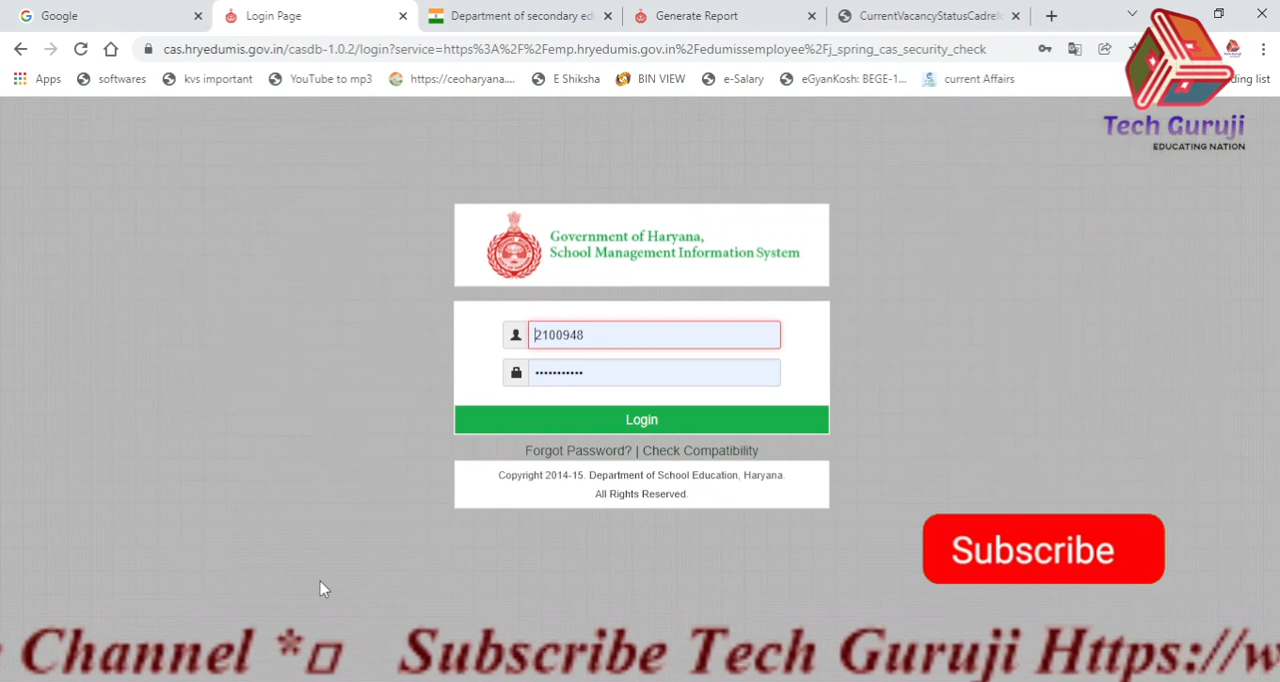 Google
Login Page
Department of secondary ed
Generate Report
CurrentVacancyStatusCadre
cas.hryedumis.gov.in/casdb-1.0.2/login?service=https%3A%2F%2Femp.hryedumis.gov.in%2Fedumissemployee%2Fj_spring_cas_security_check
Apps
softwares
kvs important
YouTube to mp3
https://ceoharyana....
E Shiksha
BIN VIEW
e-Salary
eGyanKosh: BEGE-1...
current Affairs
ding list
Tech Guruji
EDUCATING NATION
Government of Haryana,
School Management Information System
2100948
Login
Forgot Password? | Check Compatibility
Copyright 2014-15. Department of School Education, Haryana.
All Rights Reserved.
Subscribe
Channel * Subscribe Tech Guruji Https://w